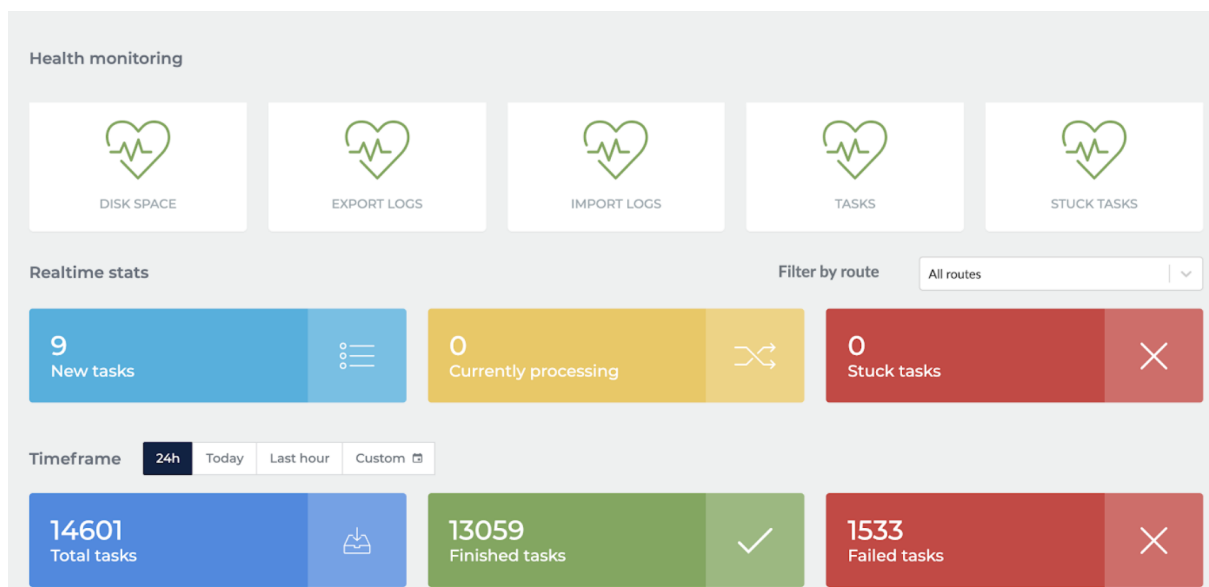 Health monitoring
DISK SPACE
EXPORT LOGS
IMPORT LOGS
TASKS
STUCK TASKS
Realtime stats
Filter by route
All routes
9
New tasks
0
Currently processing
0
Stuck tasks
Timeframe
24h
Today
Last hour
Custom
14601
Total tasks
13059
Finished tasks
1533
Failed tasks